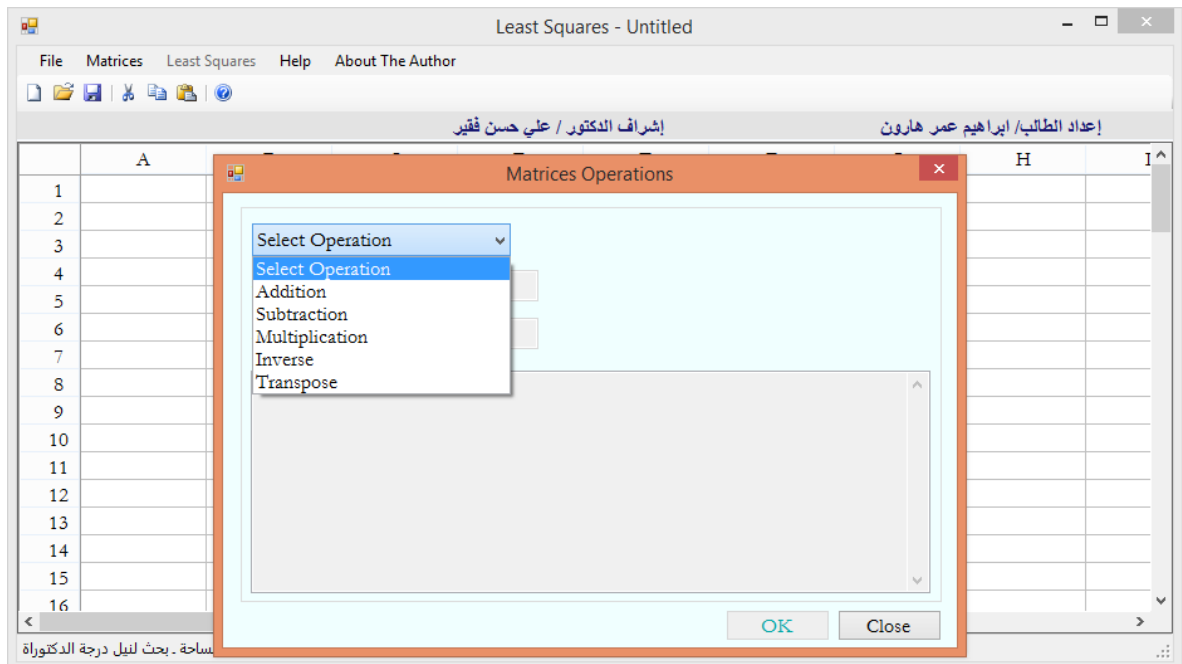 Least Squares - Untitled
File Matrices Least Squares Help About The Author
إعداد الطالب/ ابراهيم عمر هارون إشراف الدكتور / علي حسن فقير
A H I
Matrices Operations
1
2
Select Operation
3
Select Operation
4
Addition
5
Subtraction
6
Multiplication
7
Inverse
8
Transpose
9
10
11
12
13
14
15
16
OK Close
ـ بحث لنيل درجة الدكتوراة